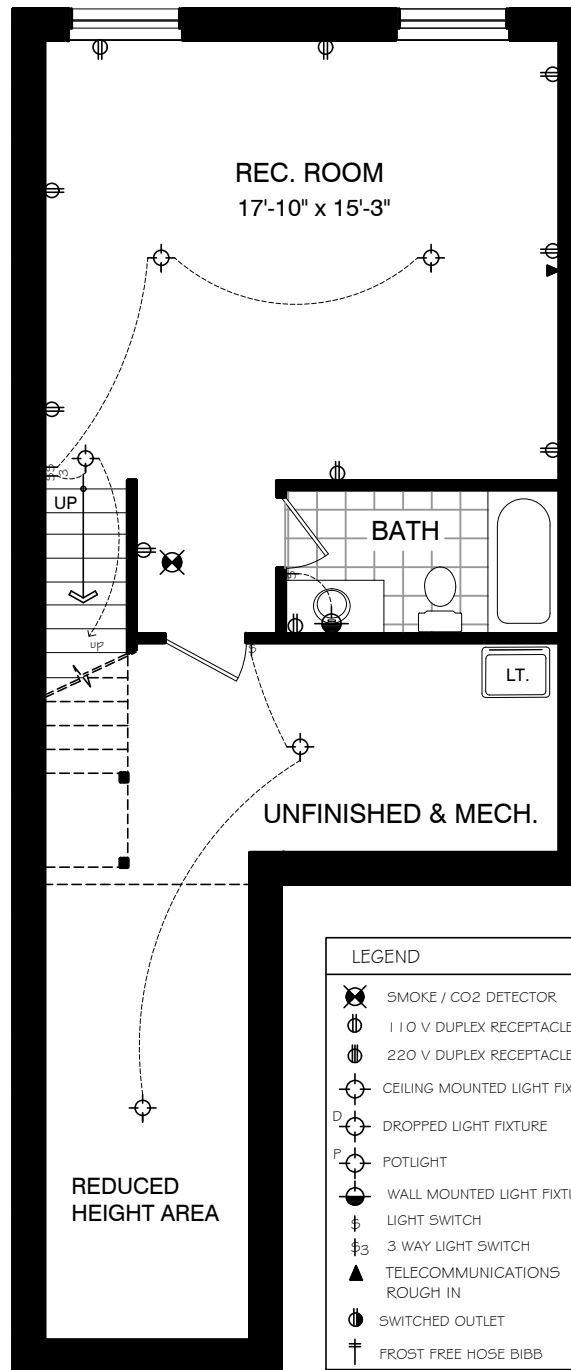 REC. ROOM
17'-10" x 15'-3"
S
S
3
UP
BATH
S
UP
S
LT.
UNFINISHED & MECH.
REDUCED
HEIGHT AREA
LEGEND
SMOKE / CO2 DETECTOR
110 V DUPLEX RECEPTACLE
220 V DUPLEX RECEPTACLE
CEILING MOUNTED LIGHT FIX
D
DROPPED LIGHT FIXTURE
P
POTLIGHT
WALL MOUNTED LIGHT FIXTU
S LIGHT SWITCH
S3 3 WAY LIGHT SWITCH
TELECOMMUNICATIONS
ROUGH IN
SWITCHED OUTLET
FROST FREE HOSE BIBB